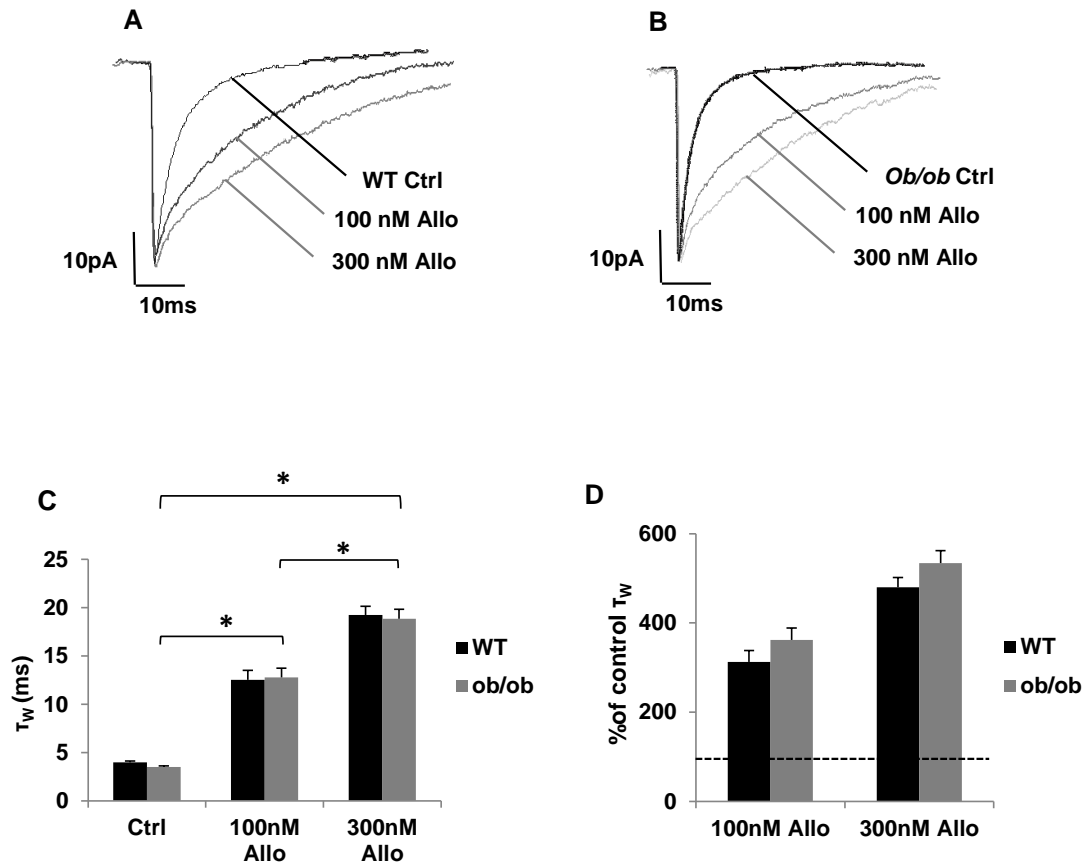 A
WT Ctrl
100 nM Allo
300 nM Allo
10pA
10ms
B
Ob/ob Ctrl
100 nM Allo
300 nM Allo
10pA
10ms
C
*
*
*
25
20
15
10
5
0
τw (ms)
Ctrl
100nM
Allo
300nM
Allo
WT
ob/ob
D
600
400
200
0
%of control τw
100nM Allo
300nM Allo
WT
ob/ob